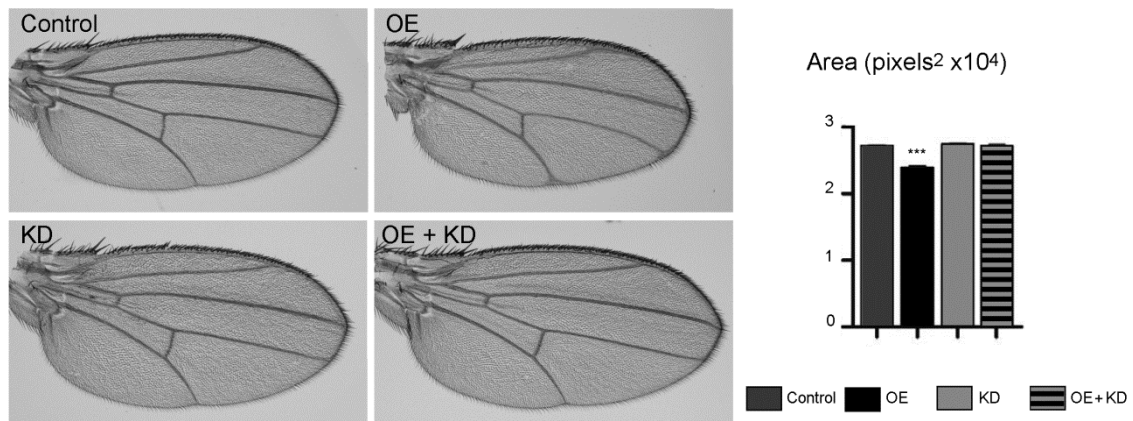 Control
OE
KD
OE + KD
Area (pixels² x10⁴)
3
***
2
1
0
Control OE KD OE+KD